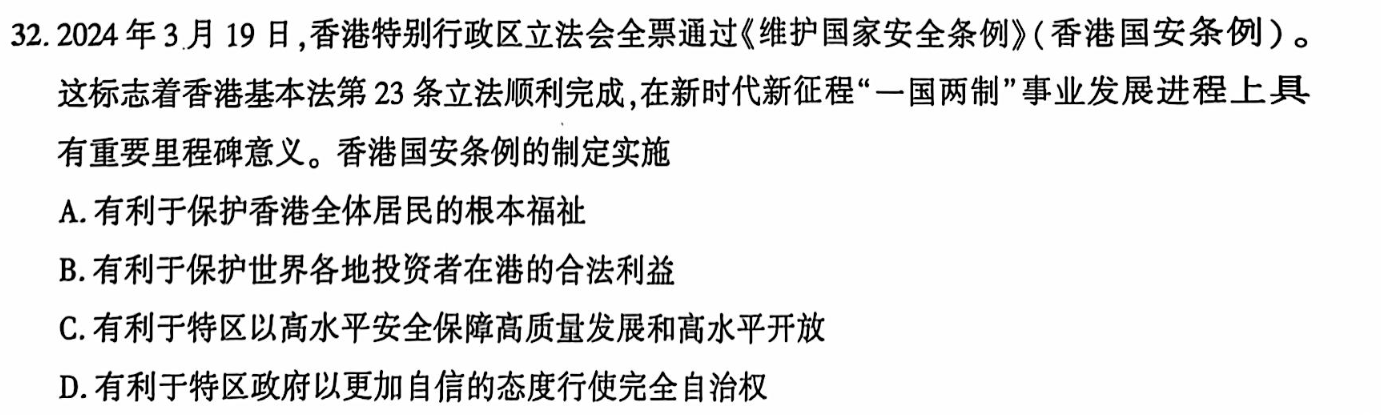 32. 2024 年 3 月 19 日,香港特别行政区立法会全票通过《维护国家安全条例》(香港国安条例)。
这标志着香港基本法第 23 条立法顺利完成,在新时代新征程“一国两制”事业发展进程上具
有重要里程碑意义。香港国安条例的制定实施
A. 有利于保护香港全体居民的根本福祉
B. 有利于保护世界各地投资者在港的合法利益
C. 有利于特区以高水平安全保障高质量发展和高水平开放
D. 有利于特区政府以更加自信的态度行使完全自治权